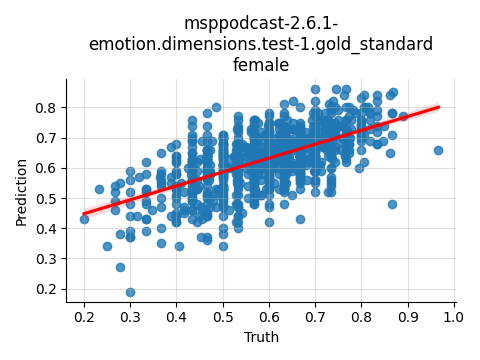 msppodcast-2.6.1-
emotion.dimensions.test-1.gold_standard
female
0.8
0.7
0.6
0.5
0.4
0.3
0.2
Prediction
0.2 0.3 0.4 0.5 0.6 0.7 0.8 0.9 1.0
Truth